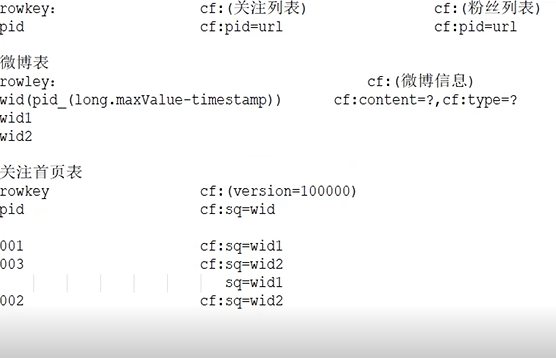 rowkey： cf:(关注列表) cf:(粉丝列表)
pid cf:pid=url cf:pid=url
微博表
rowley： cf:(微博信息)
wid(pid_(long.maxValue-timestamp)) cf:content=?,cf:type=?
wid1
wid2
关注首页表
rowkey cf:(version=100000)
pid cf:sq=wid
001 cf:sq=wid1
003 cf:sq=wid2
sq=wid1
002 cf:sq=wid2